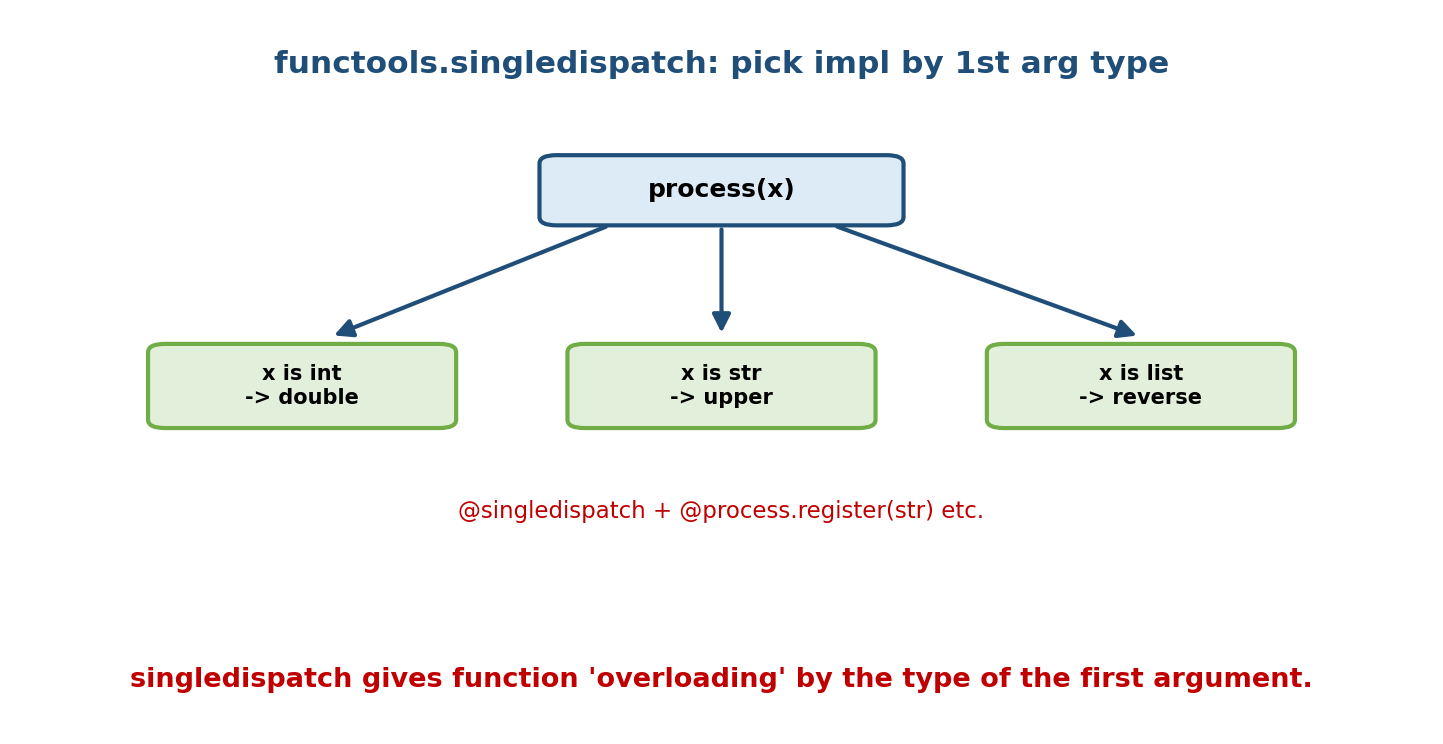 functools.singledispatch: pick impl by 1st arg type
process(x)
x is int
-> double
x is str
-> upper
x is list
-> reverse
@singledispatch + @process.register(str) etc.
singledispatch gives function 'overloading' by the type of the first argument.